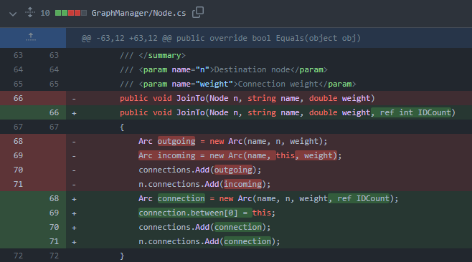 10 GraphManager/Node.cs
@@ -63,12 +63,12 @@ public override bool Equals(object obj)
63 63 /// </summary>
64 64 /// <param name="n">Destination node</param>
65 65 /// <param name="weight">Connection weight</param>
66 - public void JoinTo(Node n, string name, double weight)
66 + public void JoinTo(Node n, string name, double weight, ref int IDCount)
67 67 {
68 - Arc outgoing = new Arc(name, n, weight);
69 - Arc incoming = new Arc(name, this, weight);
70 - connections.Add(outgoing);
71 - n.connections.Add(incoming);
68 + Arc connection = new Arc(name, n, weight, ref IDCount);
69 + connection.between[0] = this;
70 + connections.Add(connection);
71 + n.connections.Add(connection);
72 72 }